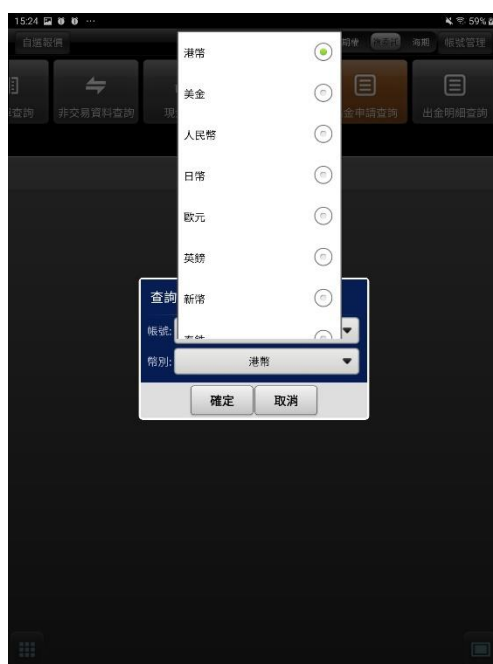 15:24 59%
自選報價
海期 帳號管理
查詢 非交易資料查詢 現 金申請查詢 出金明細查詢
港幣
美金
人民幣
日幣
歐元
英鎊
新幣
查詢
帳號:
幣別: 港幣
確定 取消